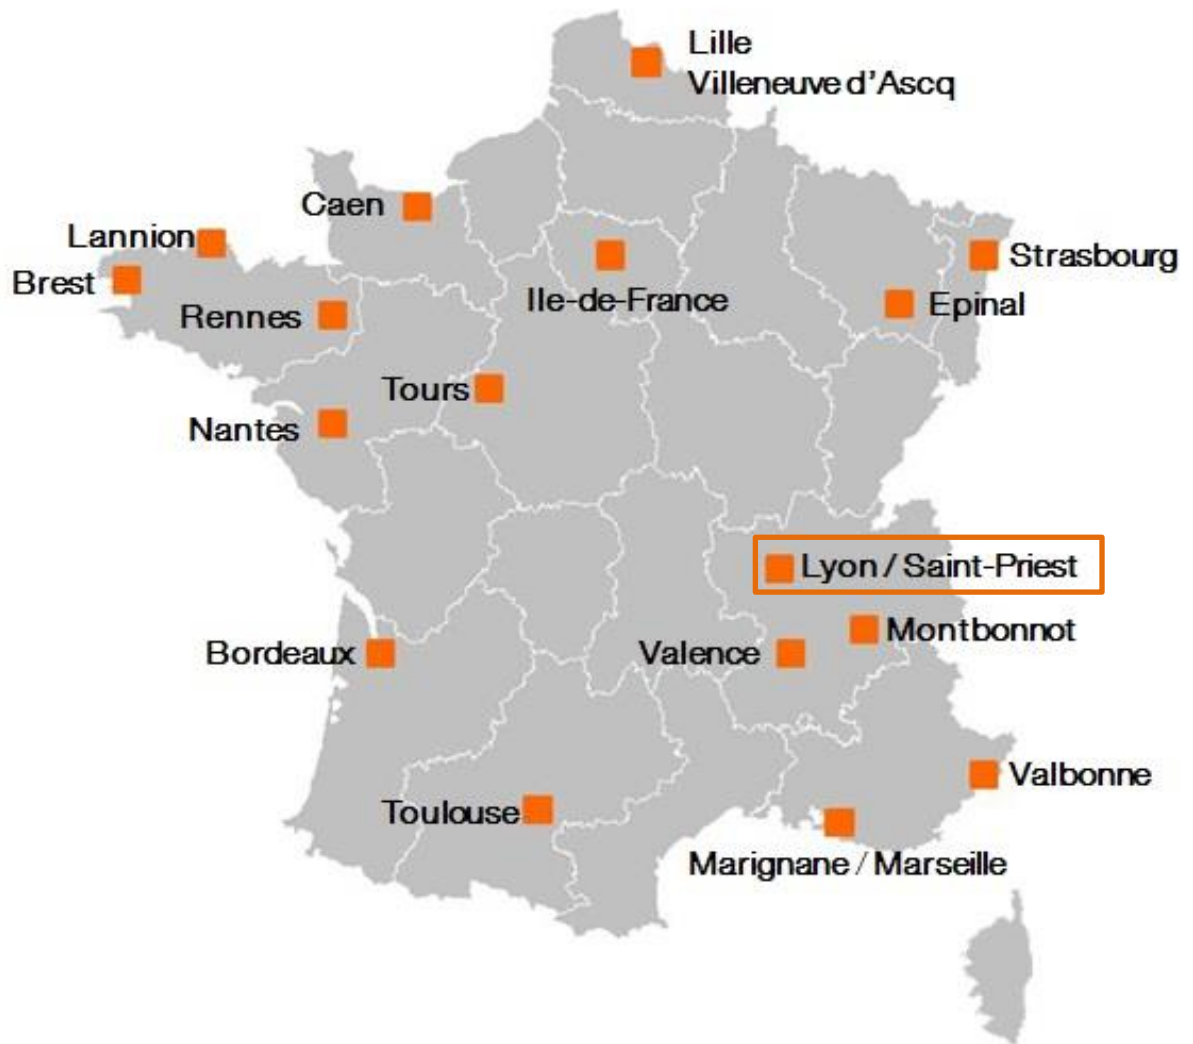 Lille
Villeneuve d'Ascq
Caen
Lannion
Strasbourg
Brest
Ile-de-France
Epinal
Rennes
Tours
Nantes
Lyon / Saint-Priest
Montbonnot
Bordeaux
Valence
Valbonne
Toulouse
Marignane / Marseille